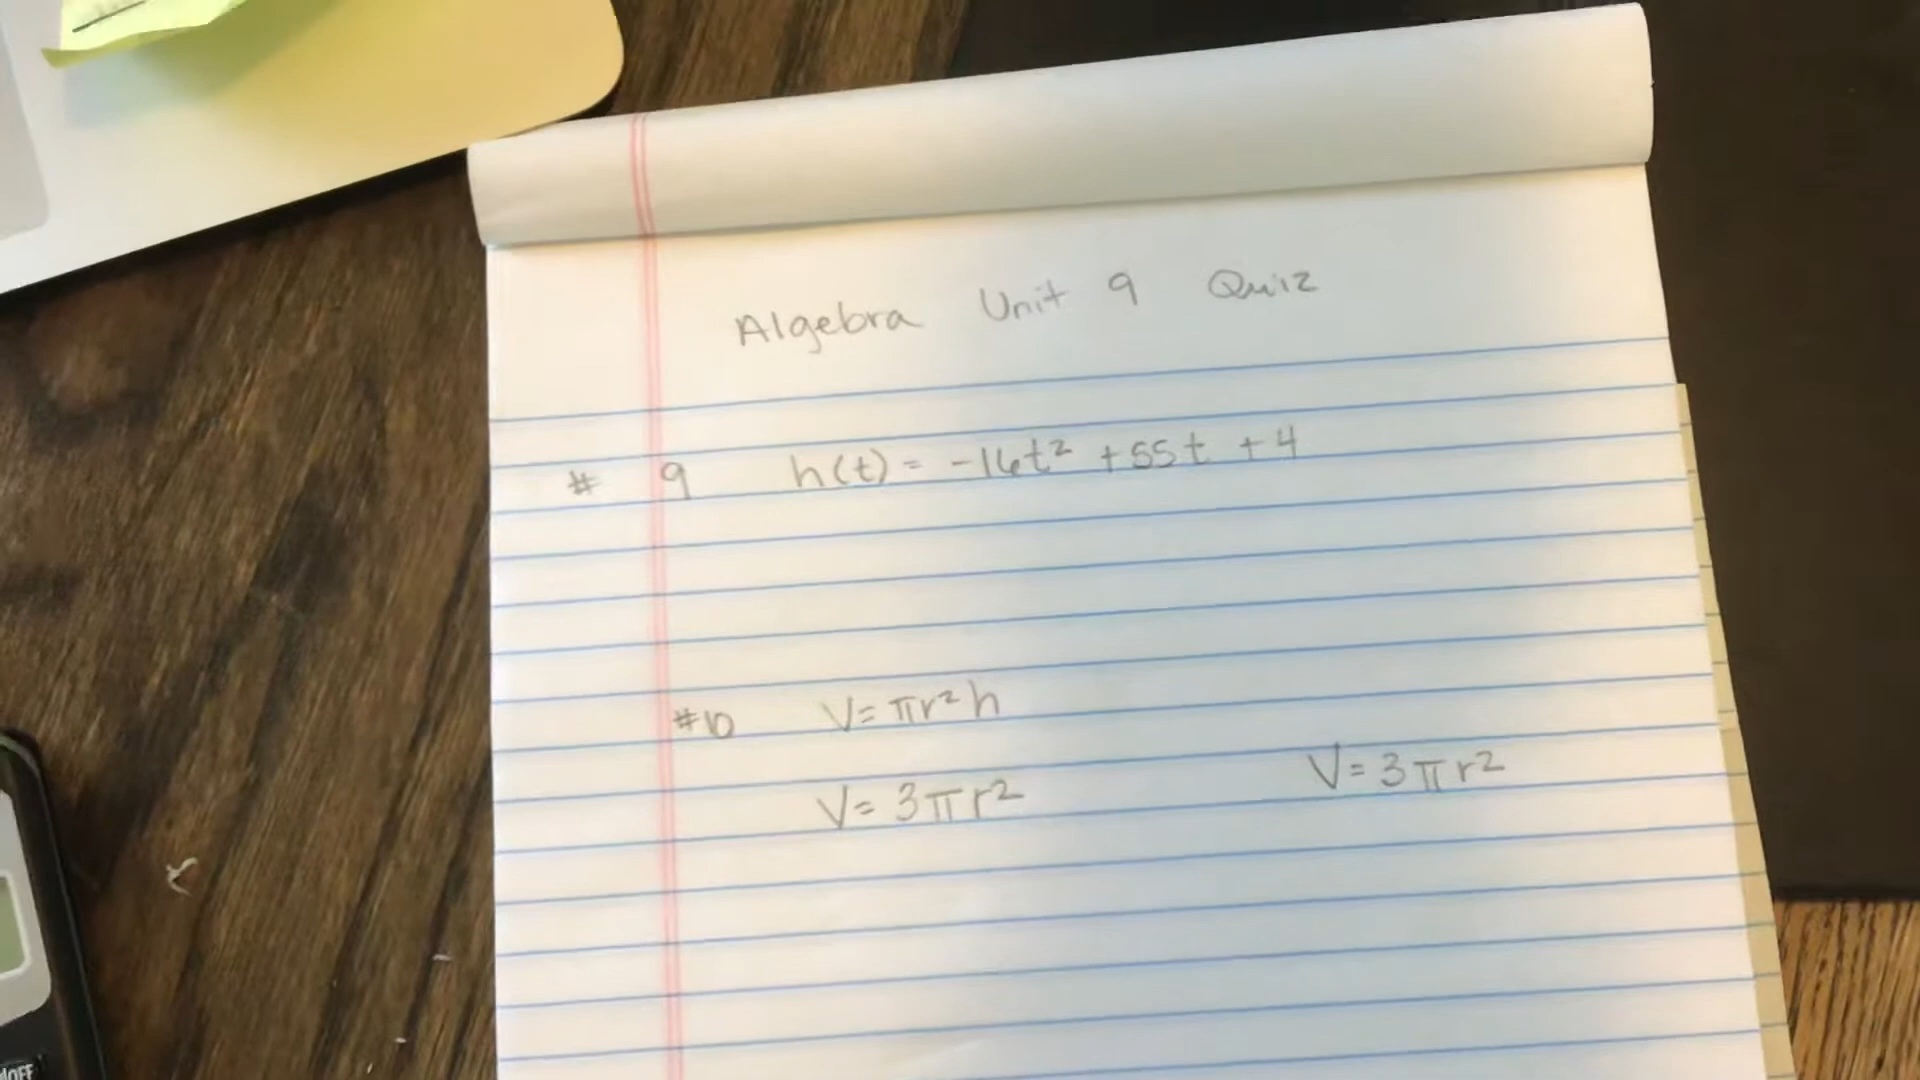 Algebra Unit 9 Quiz
# 9 h(t) = -16t² + 55t + 4
#10 V = πr²h
V = 3πr² V = 3πr²